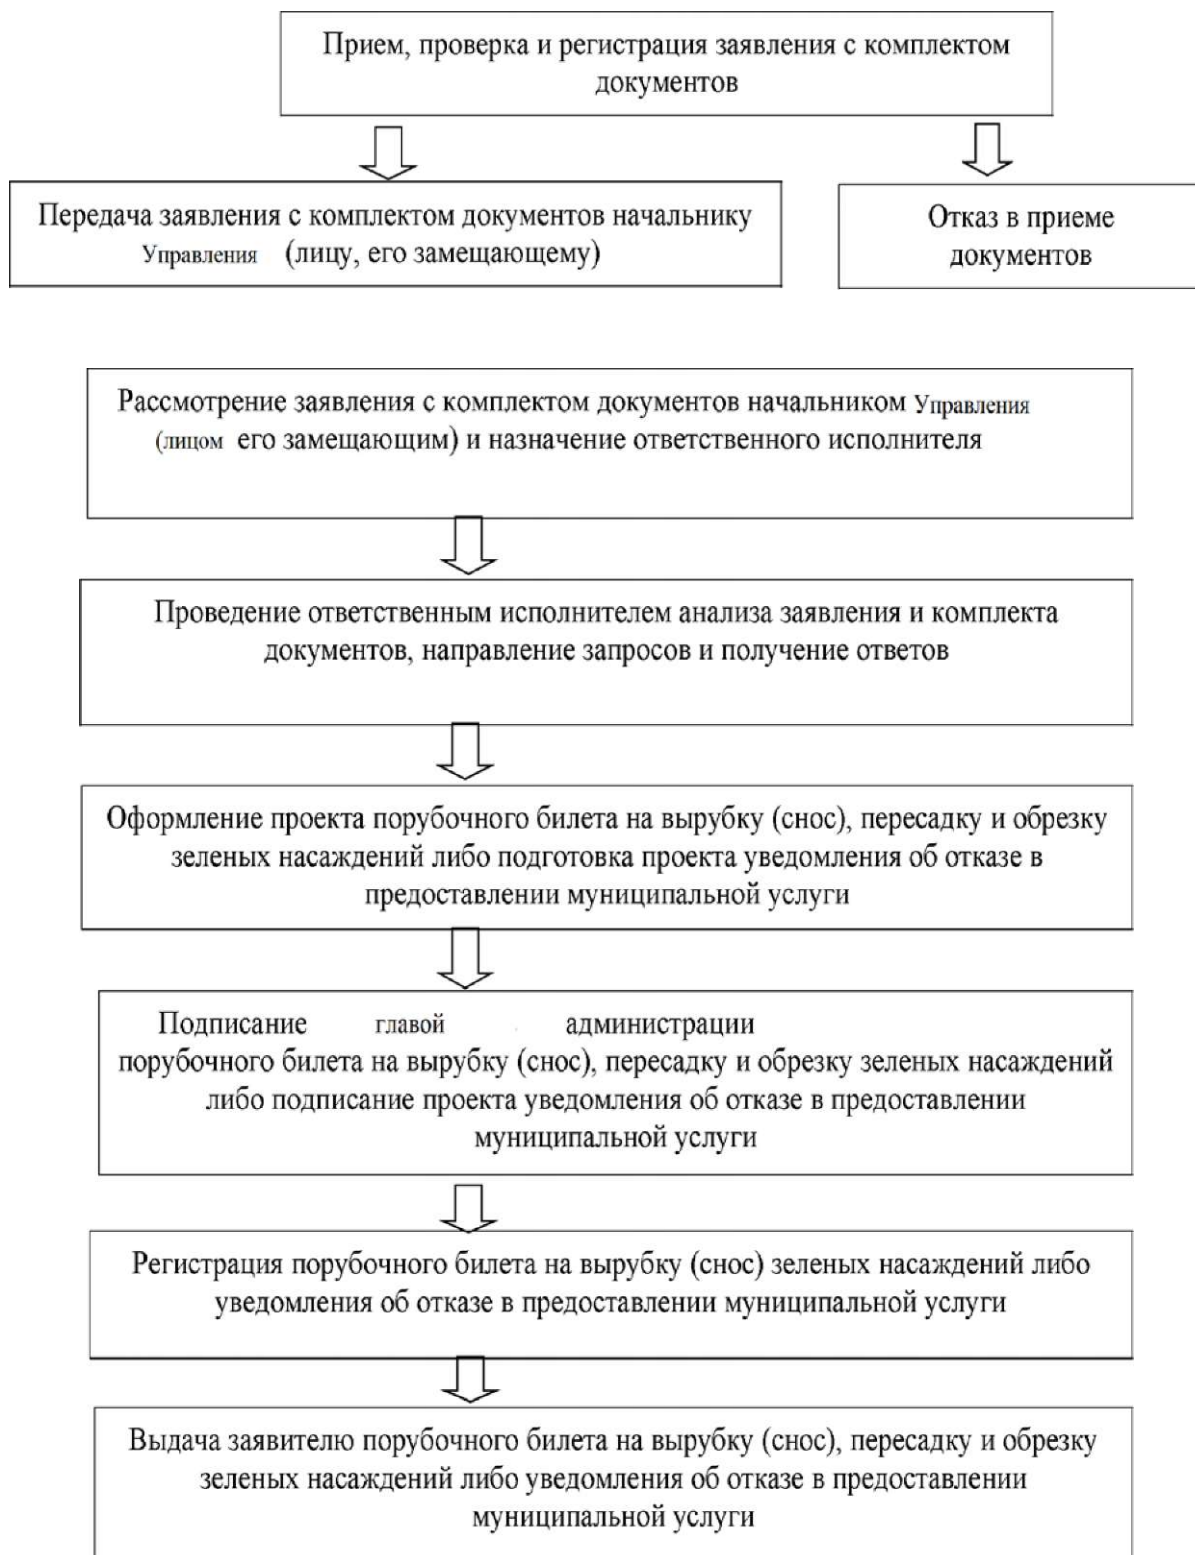 Прием, проверка и регистрация заявления с комплектом
документов
Передача заявления с комплектом документов начальнику
Управления (лицу, его замещающему)
Отказ в приеме
документов
Рассмотрение заявления с комплектом документов начальником Управления
(лицом его замещающим) и назначение ответственного исполнителя
Проведение ответственным исполнителем анализа заявления и комплекта
документов, направление запросов и получение ответов
Оформление проекта порубочного билета на вырубку (снос), пересадку и обрезку
зеленых насаждений либо подготовка проекта уведомления об отказе в
предоставлении муниципальной услуги
Подписание главой администрации
порубочного билета на вырубку (снос), пересадку и обрезку зеленых насаждений
либо подписание проекта уведомления об отказе в предоставлении
муниципальной услуги
Регистрация порубочного билета на вырубку (снос) зеленых насаждений либо
уведомления об отказе в предоставлении муниципальной услуги
Выдача заявителю порубочного билета на вырубку (снос), пересадку и обрезку
зеленых насаждений либо уведомления об отказе в предоставлении
муниципальной услуги